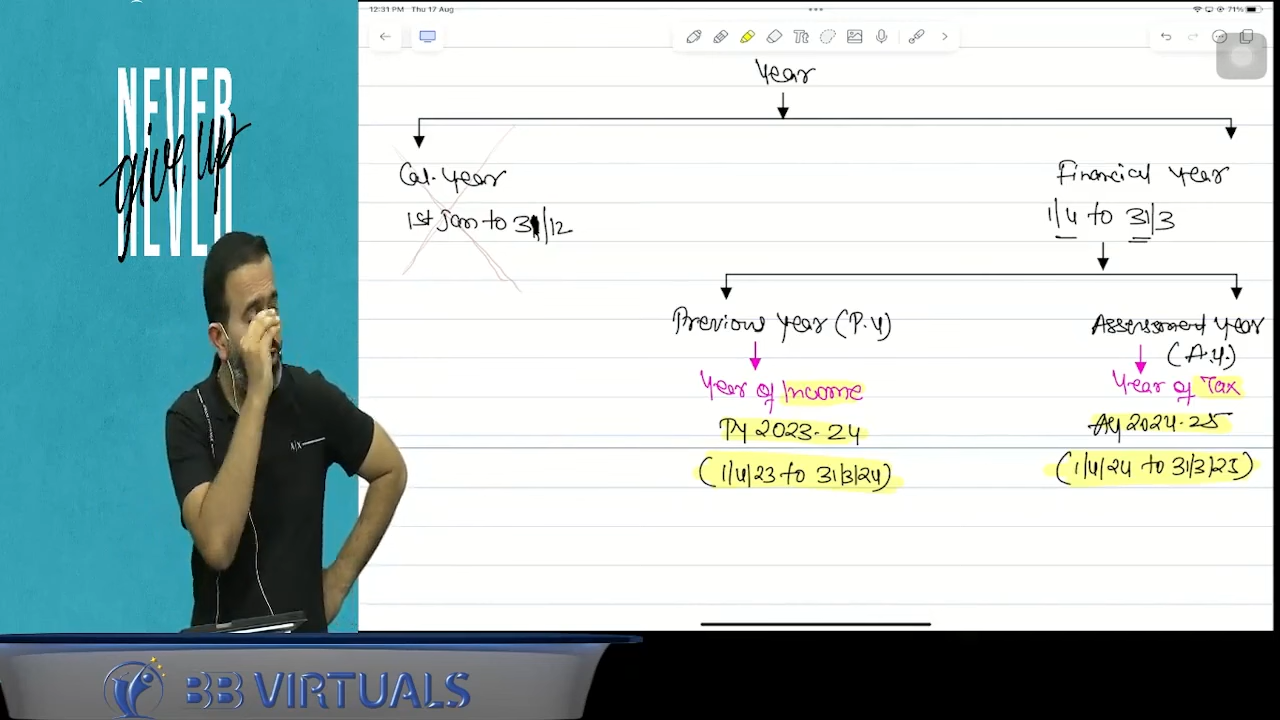 12:31 PM Thu 17 Aug
71%
NEVER
give up
NEVER
Year
Cal. Year
1st Jan to 31/12
Financial Year
1/4 to 31/3
Previous Year (P.Y)
Assessment Year
(A.Y.)
Year of Income
Year of Tax
PY 2023-24
AY 2024-25
(1/4/23 to 31/3/24)
(1/4/24 to 31/3/25)
A|X
BB VIRTUALS